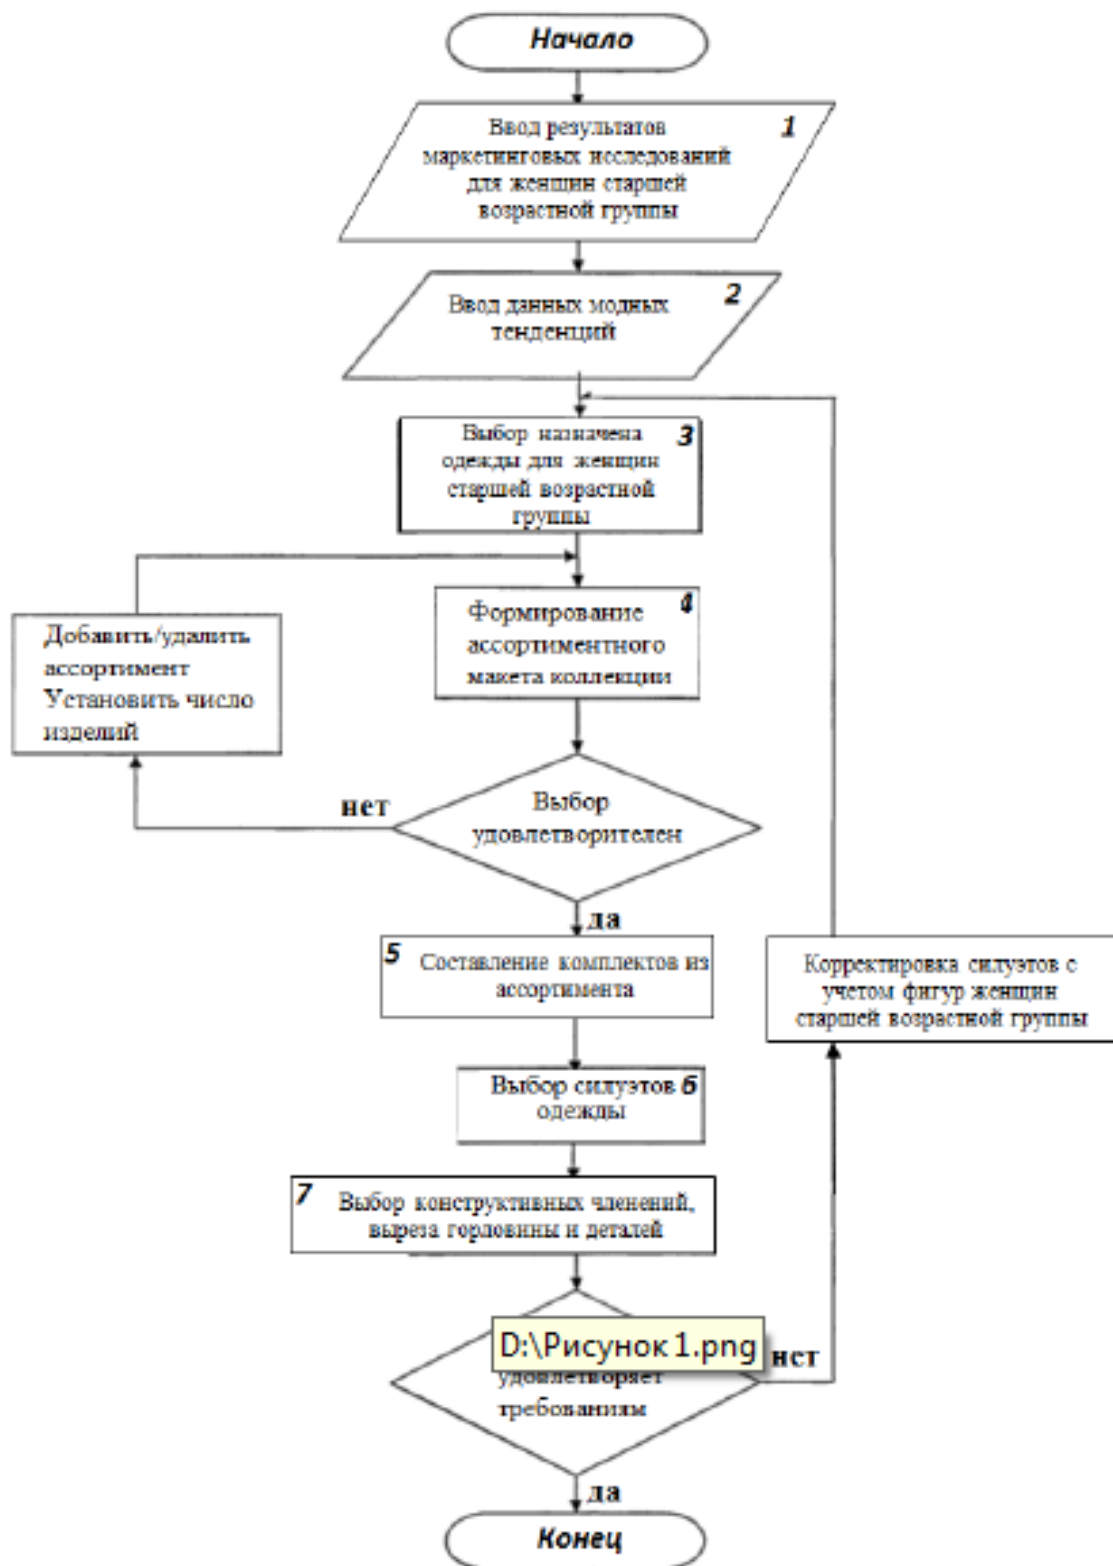 Начало
1
Ввод результатов
маркетинговых исследований
для женщин старшей
возрастной группы
2
Ввод данных модных
тенденций
3
Выбор назначена
одежды для женщин
старшей возрастной
группы
4
Формирование
ассортиментного
макета коллекции
Добавить/удалить
ассортимент
Установить число
изделий
нет
Выбор
удовлетворителен
да
5
Составление комплектов из
ассортимента
Корректировка силуэтов с
учетом фигур женщин
старшей возрастной группы
Выбор силуэтов 6
одежды
7
Выбор конструктивных членений,
выреза горловины и деталей
D:\Рисунок 1.png
нет
удовлетворяет
требованиям
да
Конец